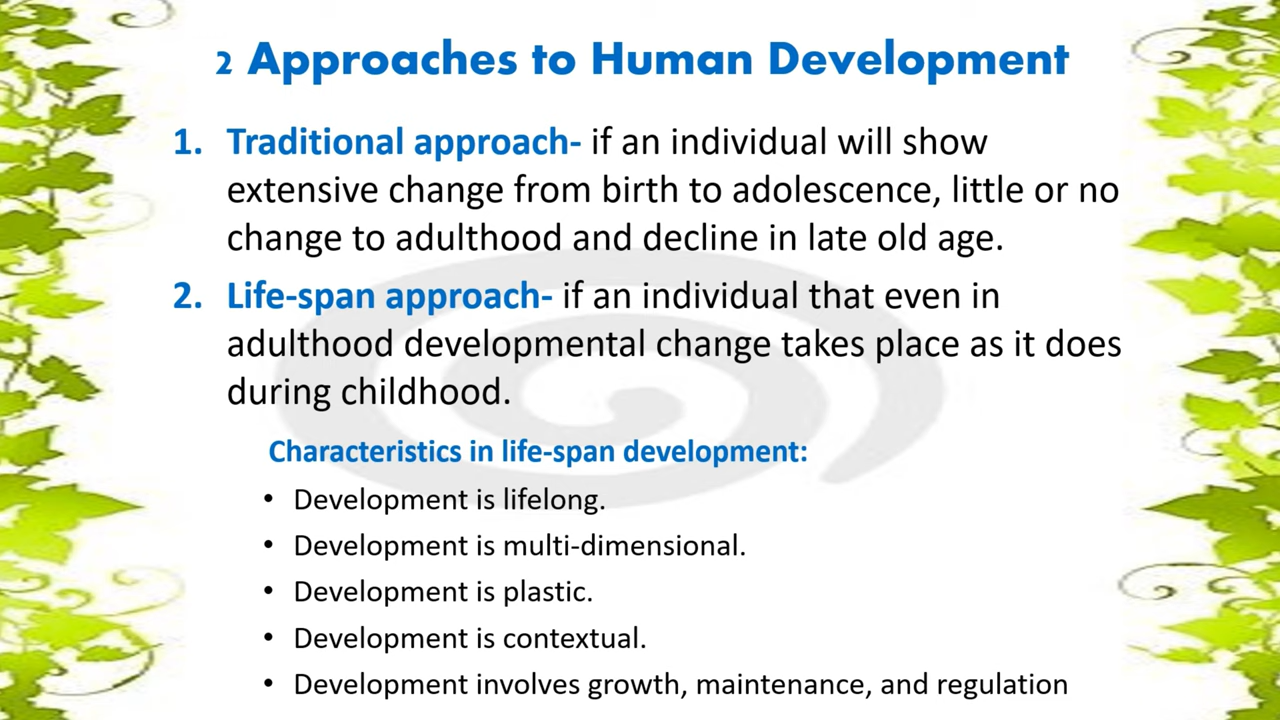 2 Approaches to Human Development
1. Traditional approach- if an individual will show
extensive change from birth to adolescence, little or no
change to adulthood and decline in late old age.
2. Life-span approach- if an individual that even in
adulthood developmental change takes place as it does
during childhood.
Characteristics in life-span development:
• Development is lifelong.
• Development is multi-dimensional.
• Development is plastic.
• Development is contextual.
• Development involves growth, maintenance, and regulation